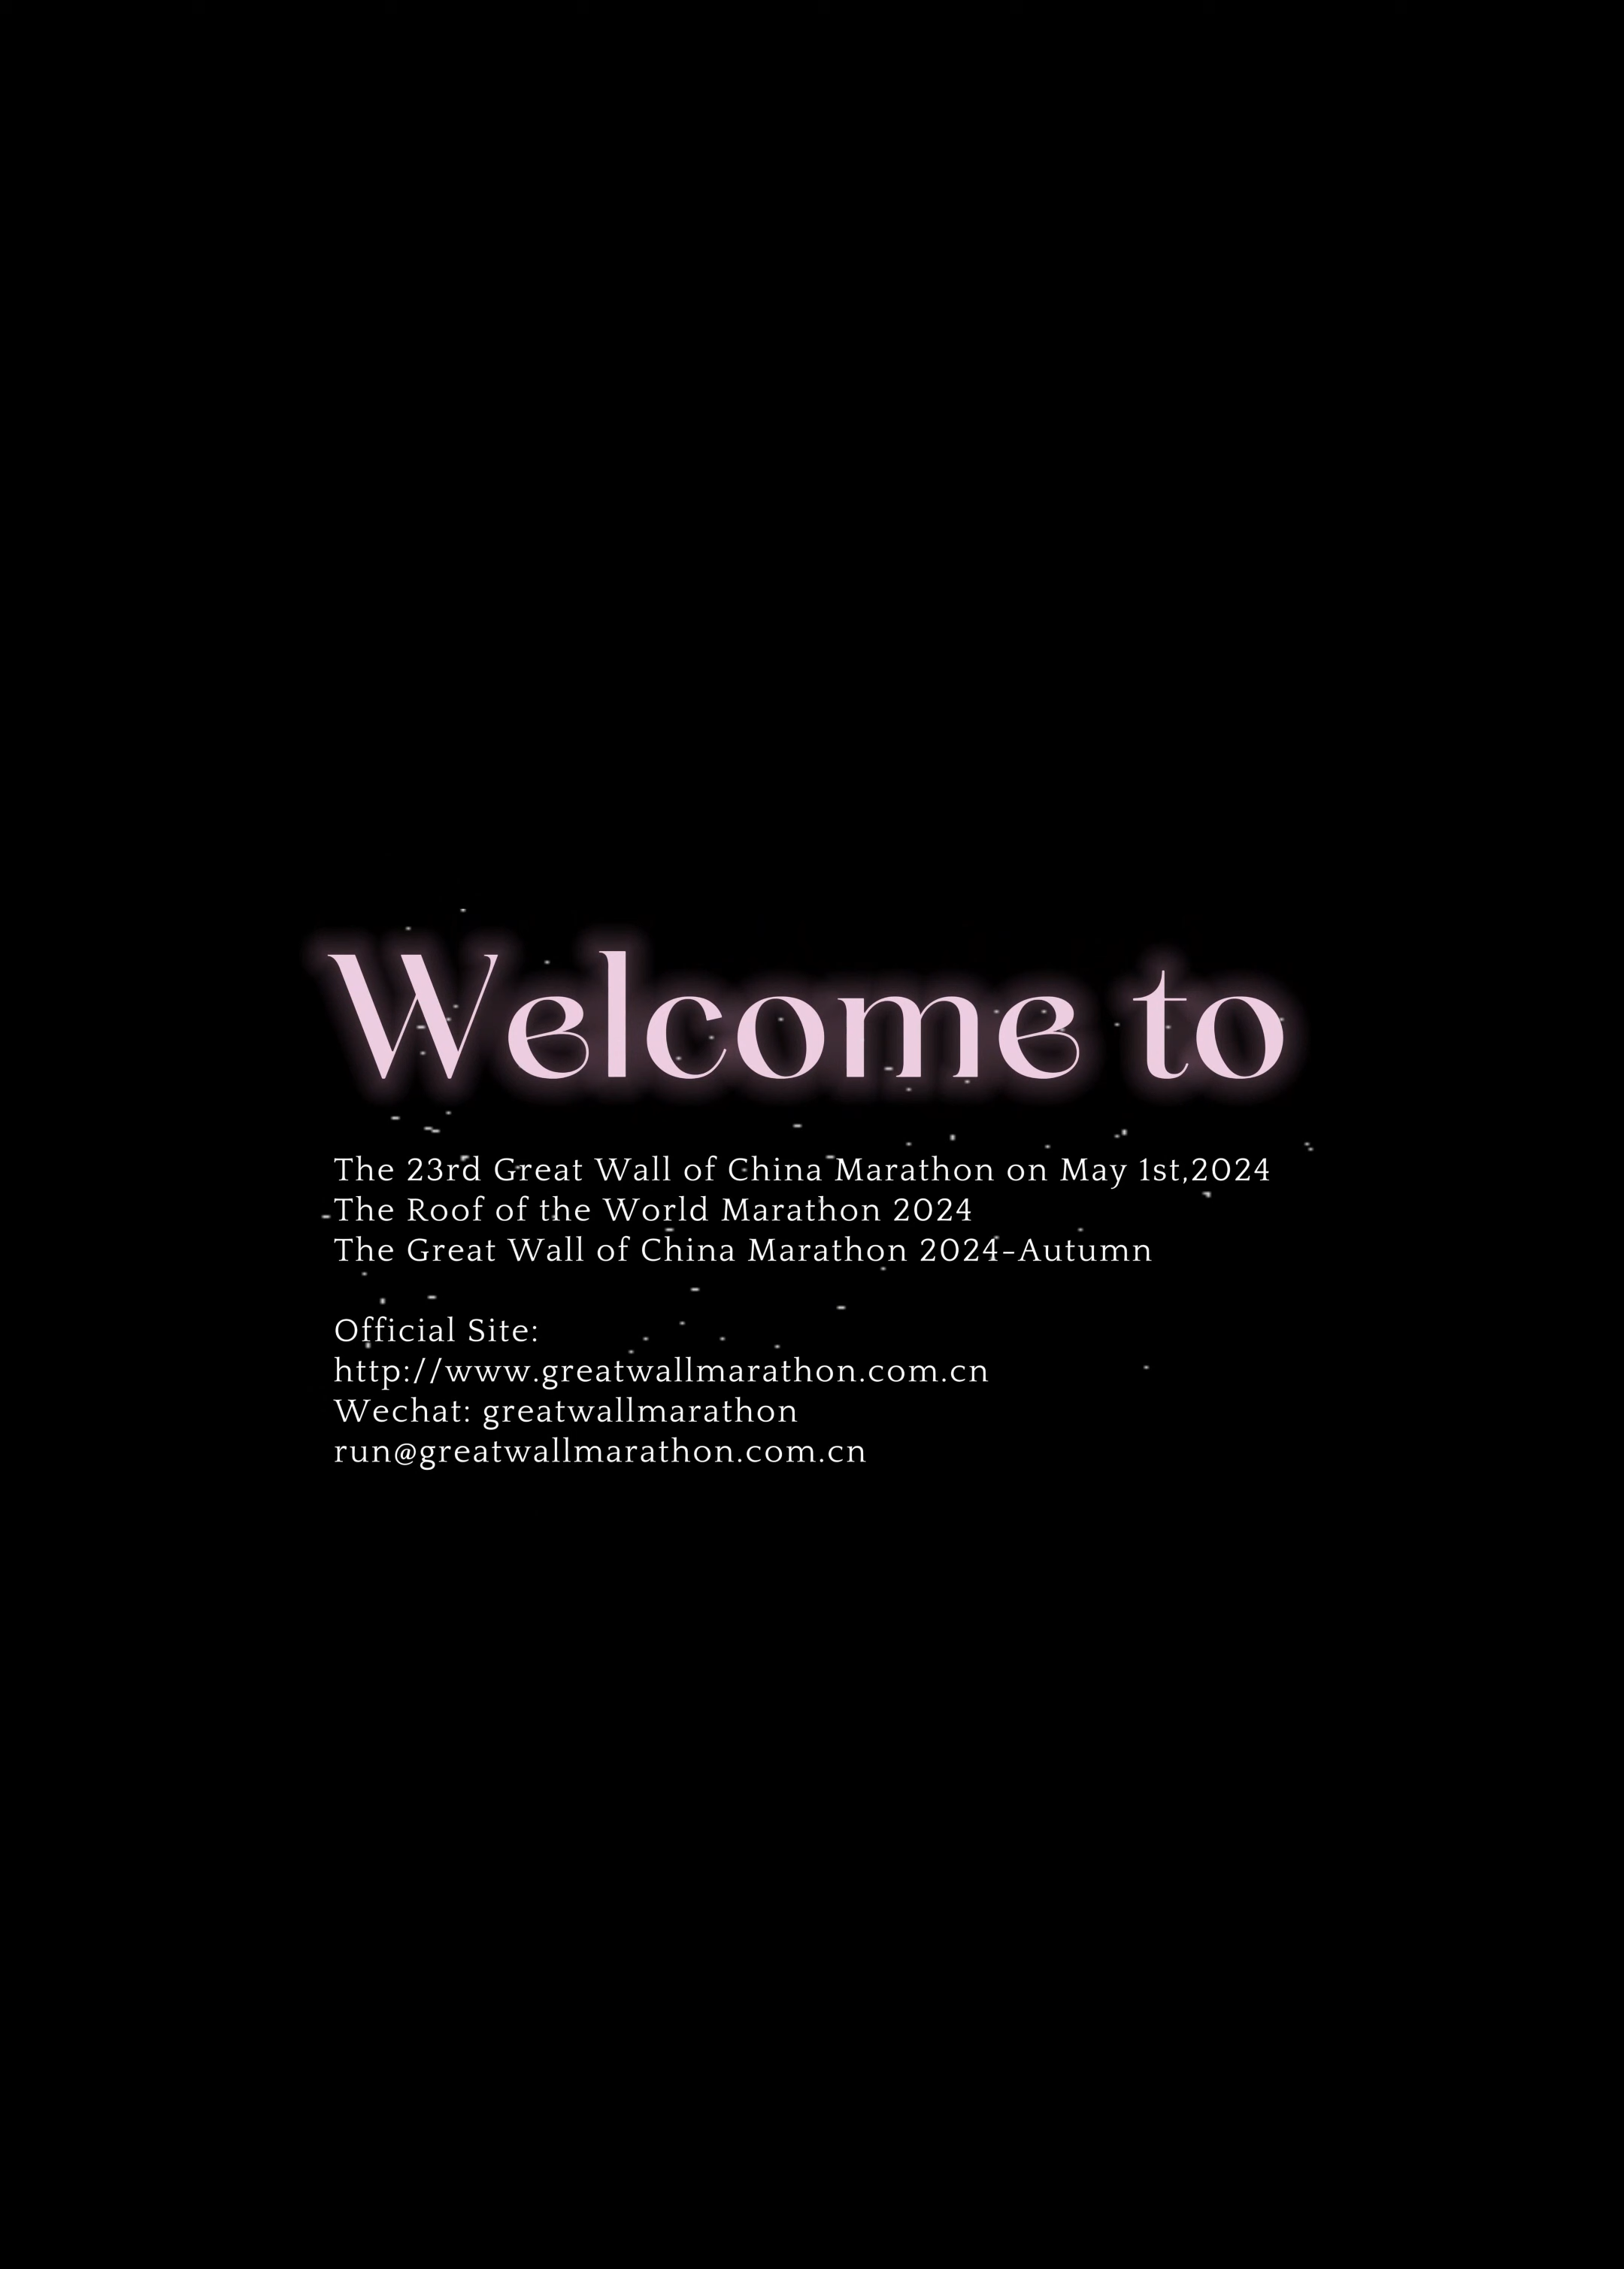 Welcome to
The 23rd Great Wall of China Marathon on May 1st,2024
The Roof of the World Marathon 2024
The Great Wall of China Marathon 2024-Autumn
Official Site:
http://www.greatwallmarathon.com.cn
Wechat: greatwallmarathon
run@greatwallmarathon.com.cn